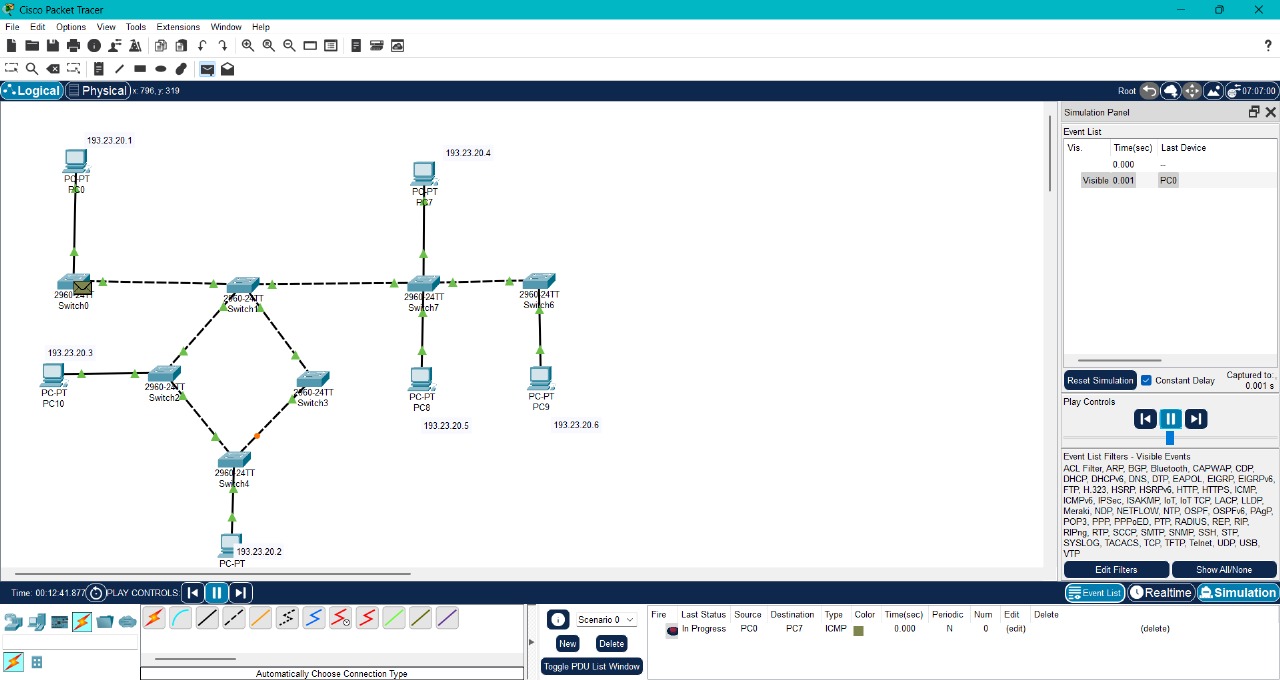 Cisco Packet Tracer
File Edit Options View Tools Extensions Window Help
Logical Physical x: 796, y: 319 Root 07:07:00
193.23.20.1
PC-PT
PC0
193.23.20.4
PC-PT
PC7
2960-24TT
Switch0
2960-24TT
Switch1
2960-24TT
Switch7
2960-24TT
Switch6
193.23.20.3
PC-PT
PC10
2960-24TT
Switch2
2960-24TT
Switch3
PC-PT
PC8
193.23.20.5
PC-PT
PC9
193.23.20.6
2960-24TT
Switch4
193.23.20.2
PC-PT
Simulation Panel
Event List
Vis. Time(sec) Last Device
0.000 --
Visible 0.001 PC0
Reset Simulation Constant Delay Captured to:
0.001 s
Play Controls
Event List Filters - Visible Events
ACL Filter, ARP, BGP, Bluetooth, CAPWAP, CDP,
DHCP, DHCPv6, DNS, DTP, EAPOL, EIGRP, EIGRPv6,
FTP, H.323, HSRP, HSRPv6, HTTP, HTTPS, ICMP,
ICMPv6, IPSec, ISAKMP, IoT, IoT TCP, LACP, LLDP,
Meraki, NDP, NETFLOW, NTP, OSPF, OSPFv6, PAgP,
POP3, PPP, PPPoED, PTP, RADIUS, REP, RIP,
RIPng, RTP, SCCP, SMTP, SNMP, SSH, STP,
SYSLOG, TACACS, TCP, TFTP, Telnet, UDP, USB,
VTP
Edit Filters Show All/None
Time: 00:12:41.877 PLAY CONTROLS: Event List Realtime Simulation
Automatically Choose Connection Type
Scenario 0
New Delete
Toggle PDU List Window
Fire Last Status Source Destination Type Color Time(sec) Periodic Num Edit Delete
In Progress PC0 PC7 ICMP 0.000 N 0 (edit) (delete)